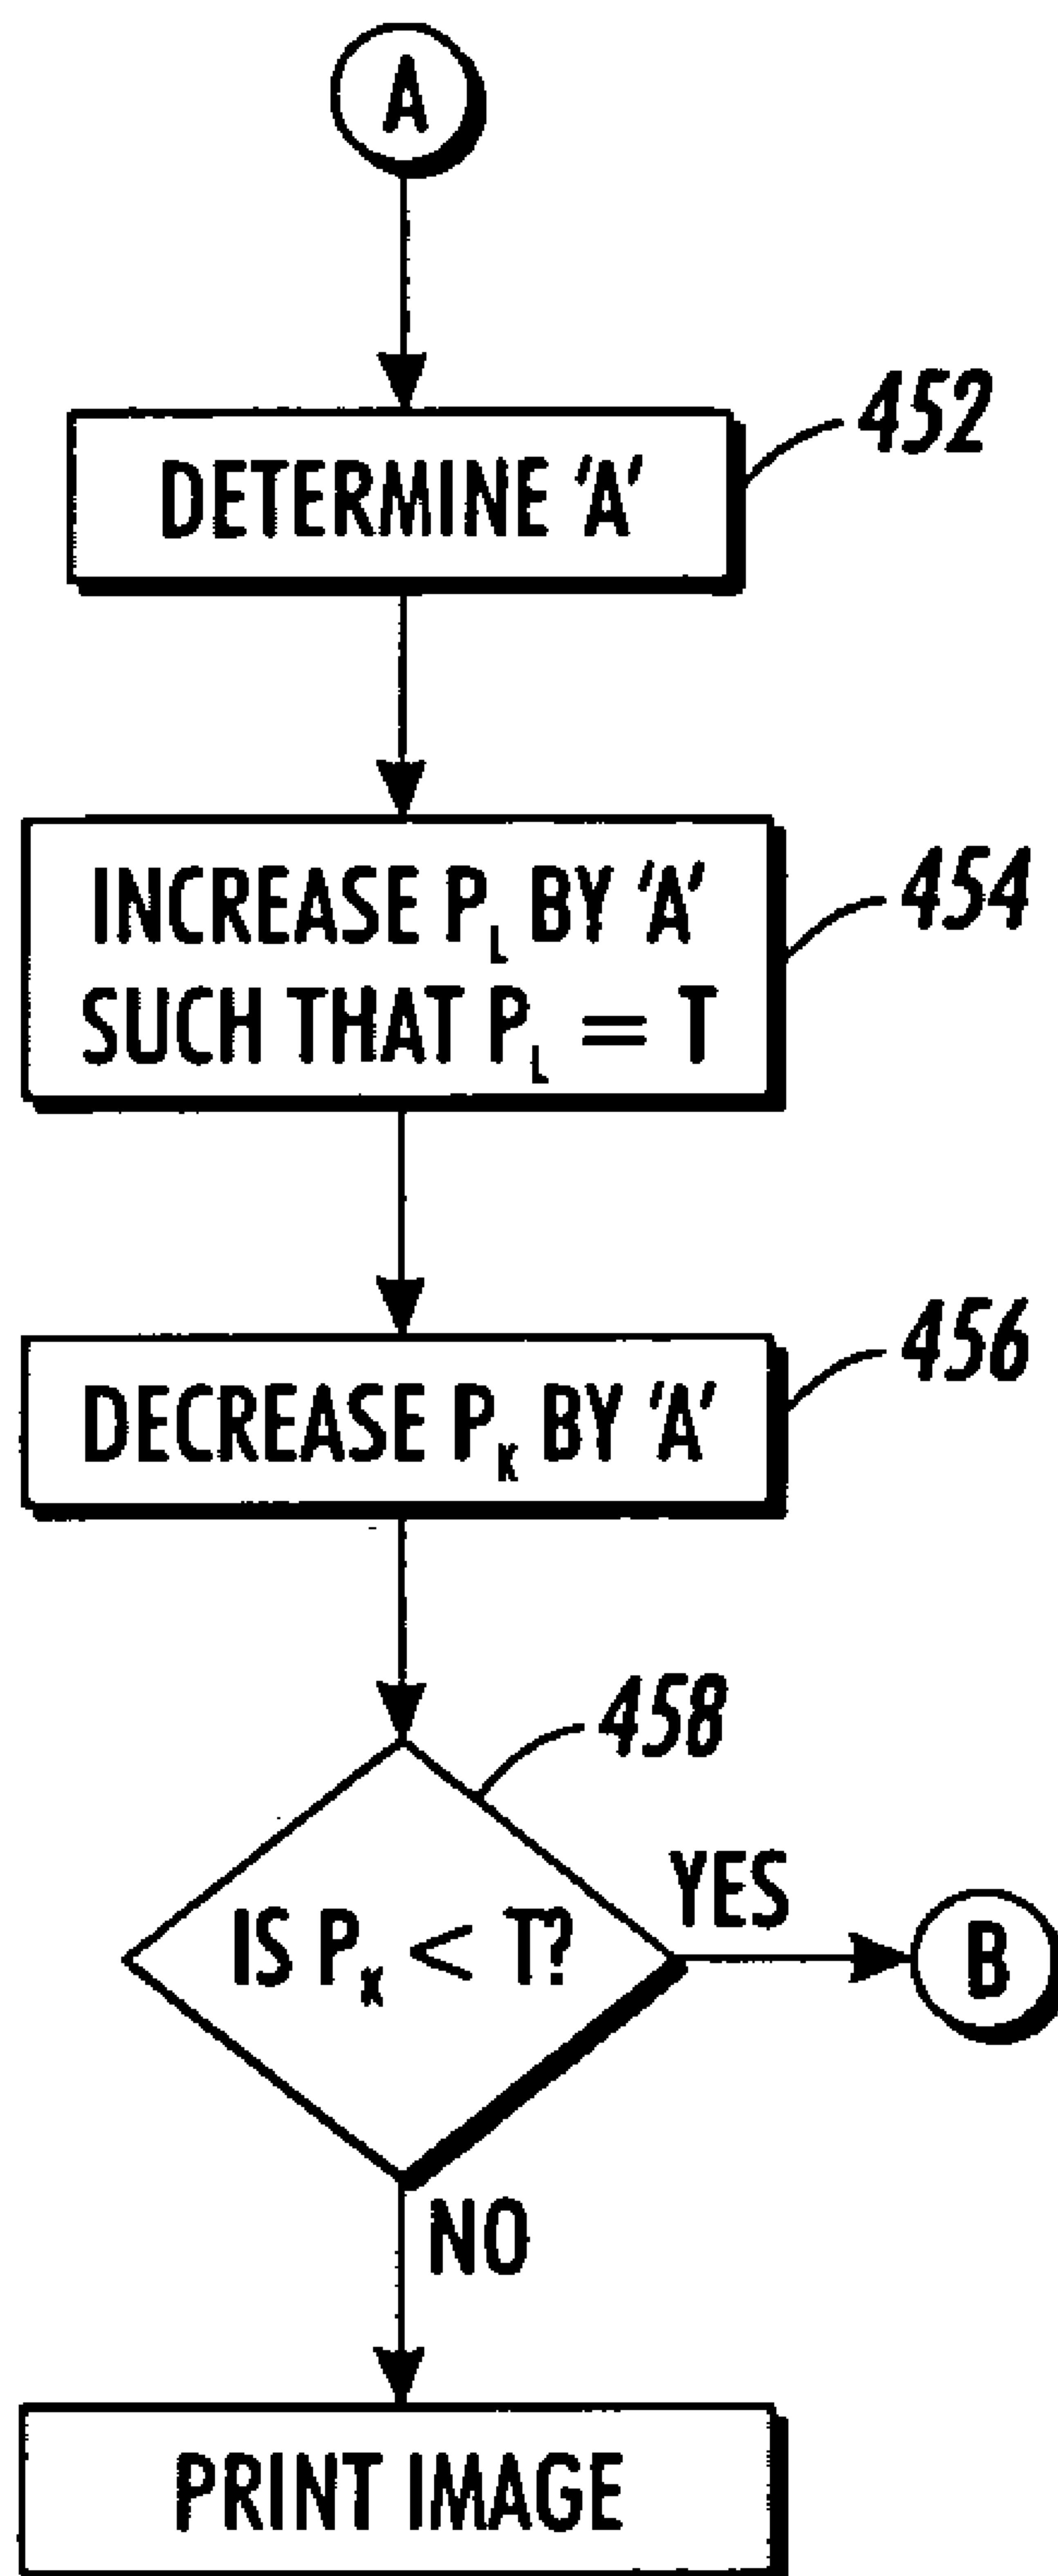 A
452
DETERMINE 'A'
INCREASE P_L BY 'A'
SUCH THAT P_L = T
454
DECREASE P_K BY 'A'
456
458
IS P_K < T?
YES
B
NO
PRINT IMAGE